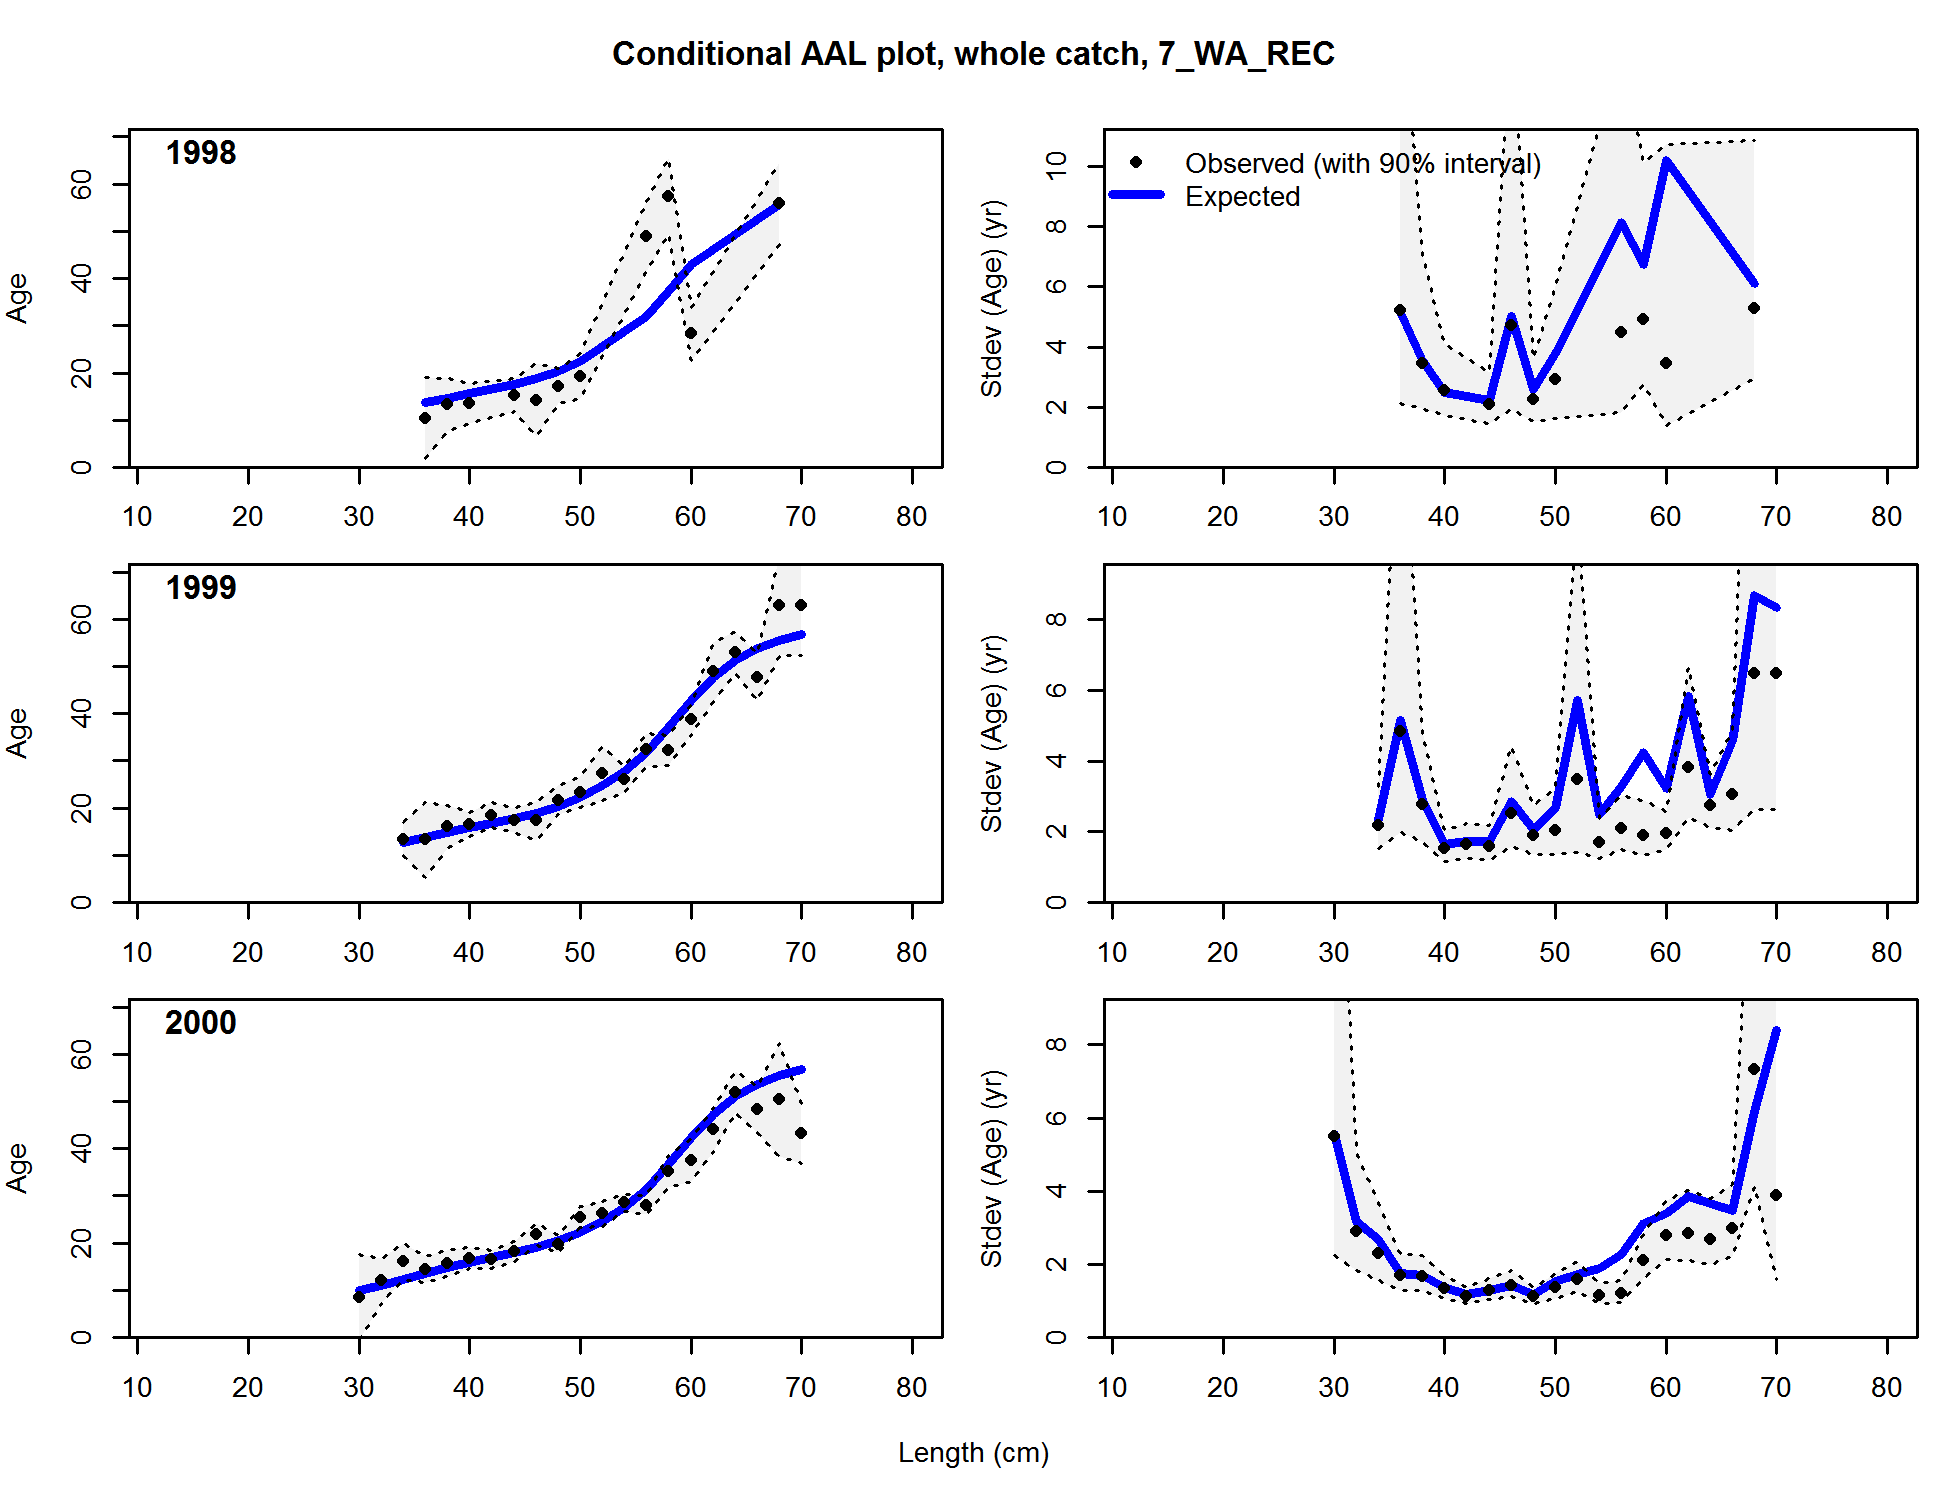 Conditional AAL plot, whole catch, 7_WA_REC
1998
Age
0 20 40 60
10 20 30 40 50 60 70 80
Observed (with 90% interval)
Expected
Stdev (Age) (yr)
0 2 4 6 8 10
10 20 30 40 50 60 70 80
1999
Age
0 20 40 60
10 20 30 40 50 60 70 80
Stdev (Age) (yr)
0 2 4 6 8
10 20 30 40 50 60 70 80
2000
Age
0 20 40 60
10 20 30 40 50 60 70 80
Stdev (Age) (yr)
0 2 4 6 8
10 20 30 40 50 60 70 80
Length (cm)